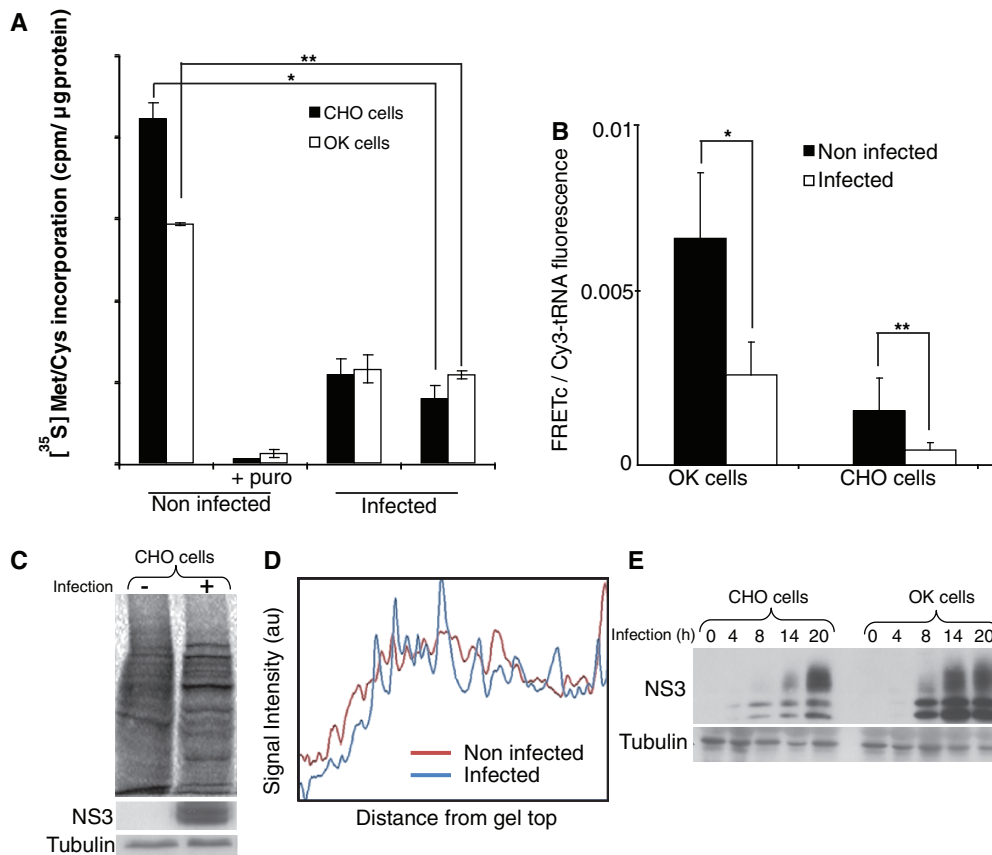 A
[³⁵S] Met/Cys incorporation (cpm/ µgprotein)
**
*
CHO cells
OK cells
+ puro
Non infected
Infected
B
FRETc / Cy3-tRNA fluorescence
0.01
0.005
0
*
**
Non infected
Infected
OK cells
CHO cells
C
CHO cells
Infection - +
NS3
Tubulin
D
Signal Intensity (au)
Non infected
Infected
Distance from gel top
E
CHO cells OK cells
Infection (h) 0 4 8 14 20 0 4 8 14 20
NS3
Tubulin